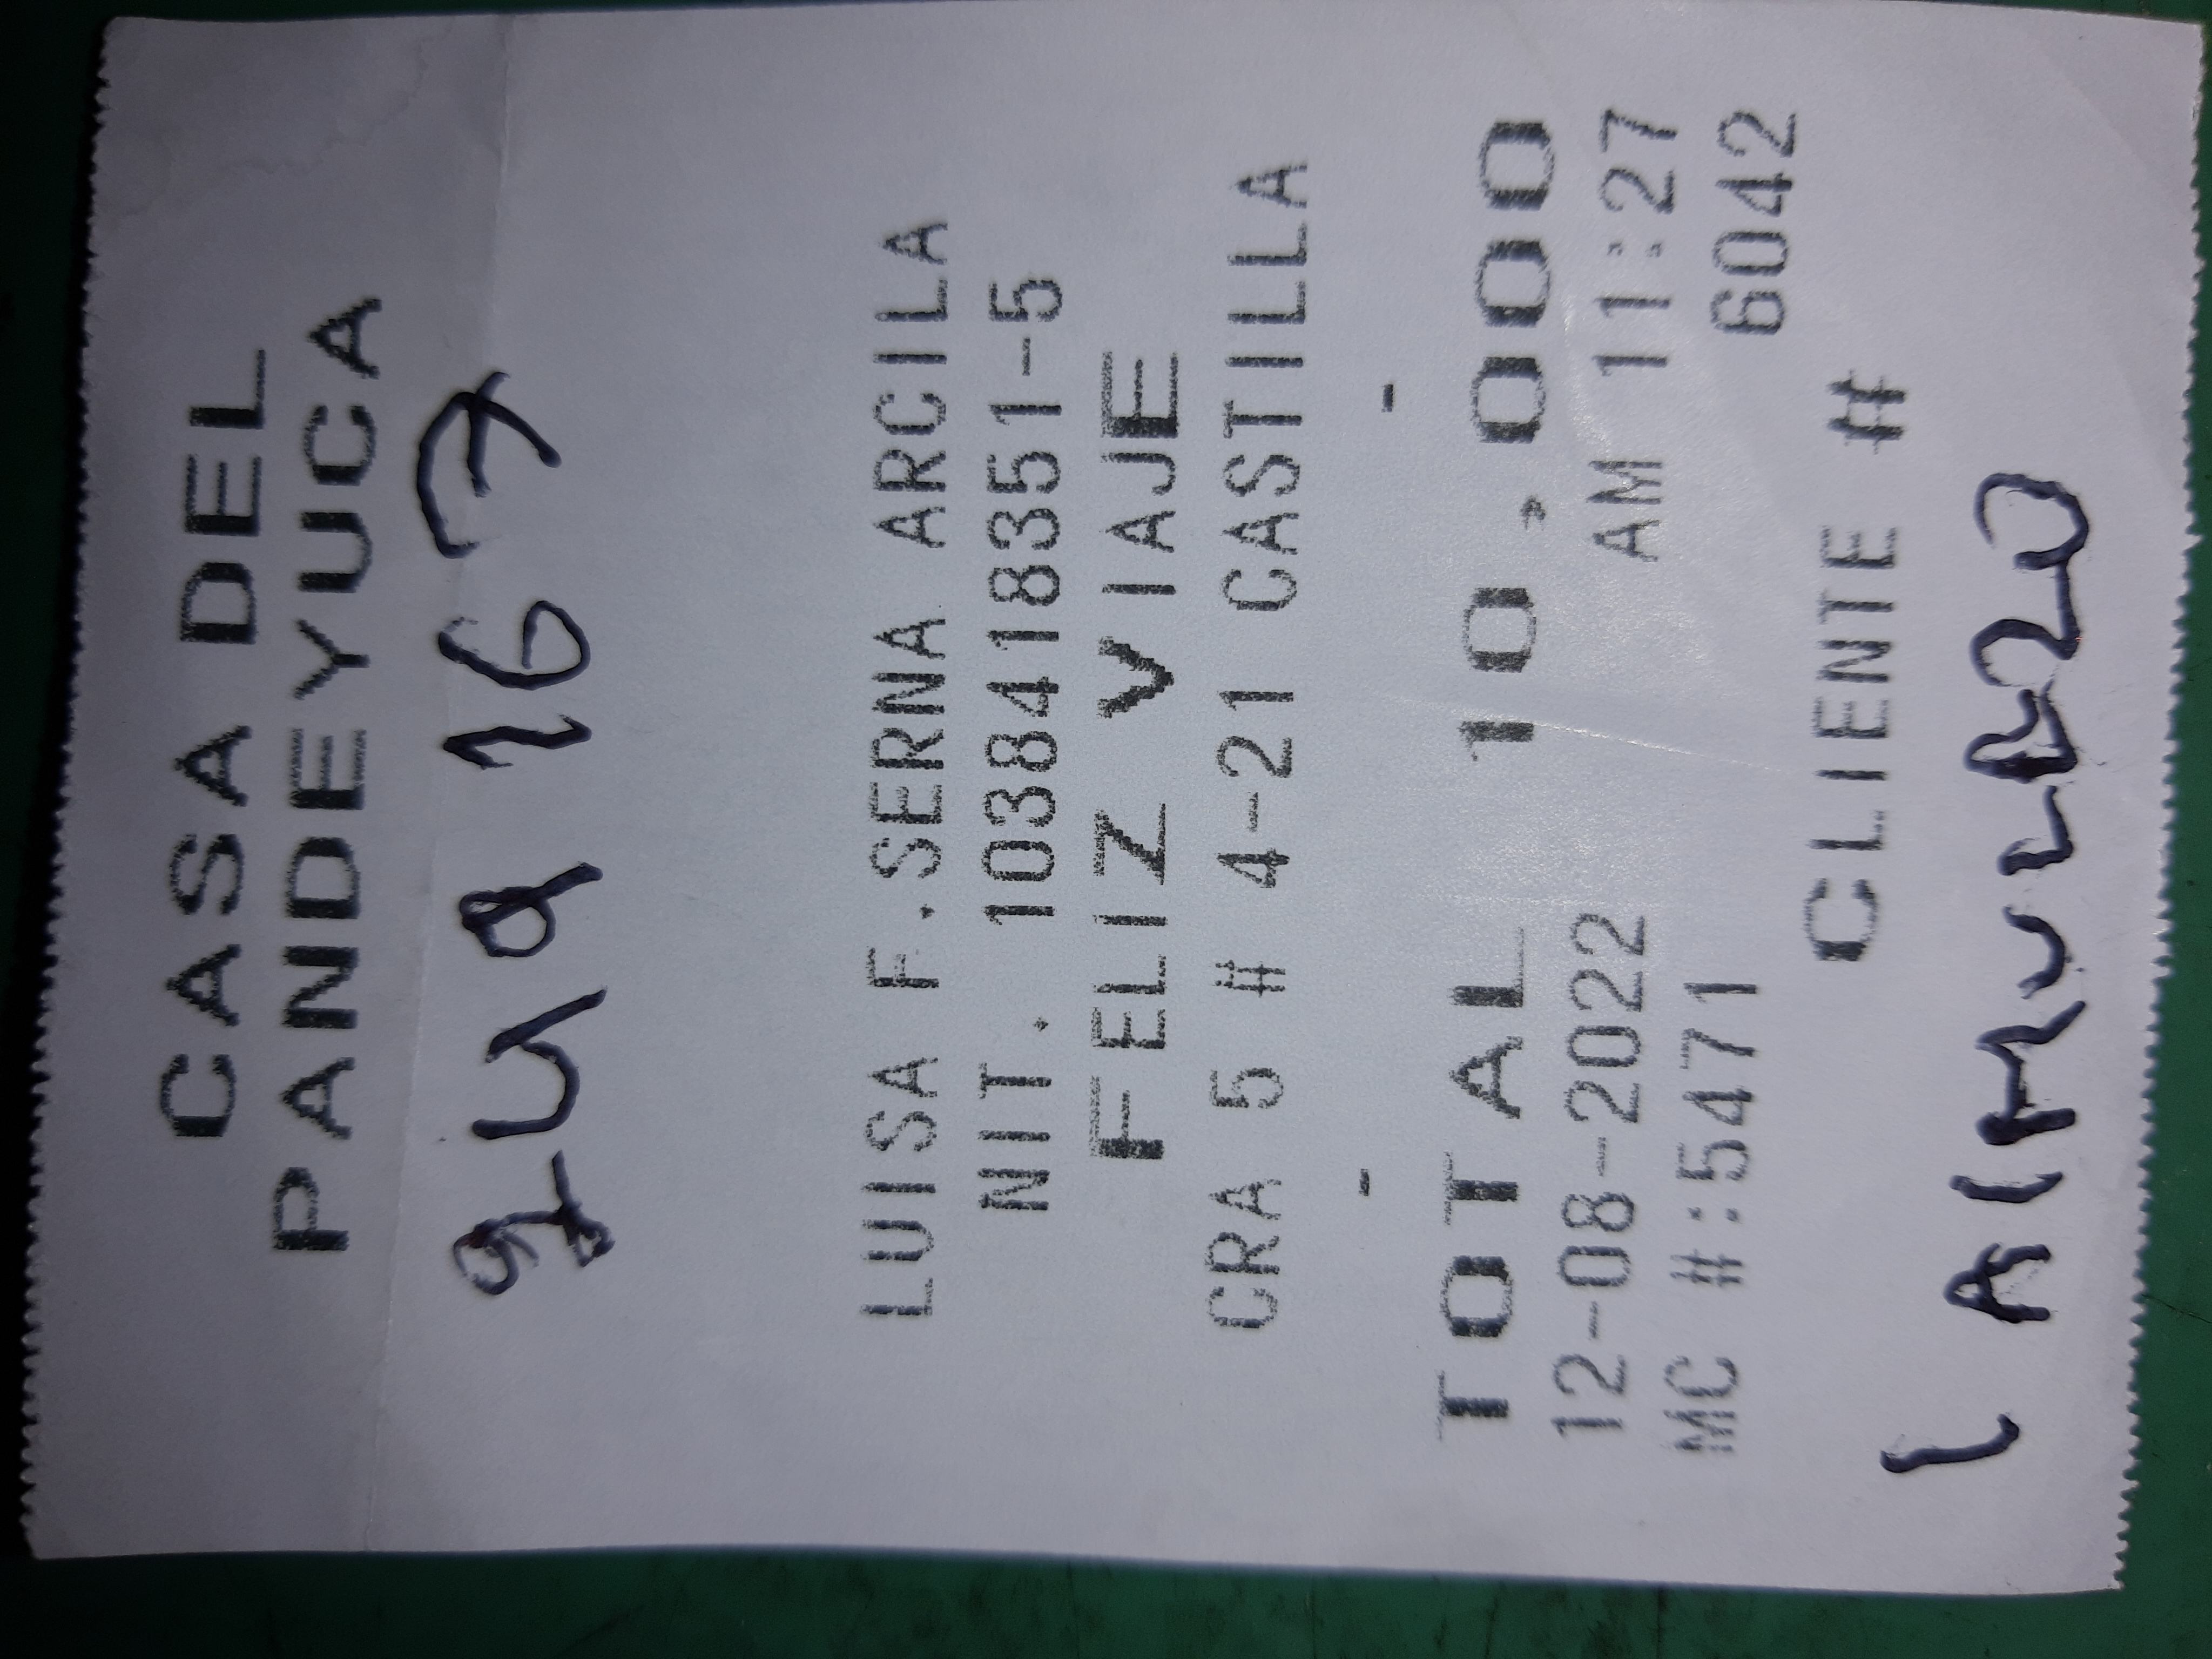 CASA DEL
PANDEYUCA
167
LUISA F.SERNA ARCILA
NIT. 1038418351-5
FELIZ VIAJE
CRA 5 # 4-21 CASTILLA
- -
TOTAL 10,000
12-08-2022 AM 11:27
MC #:5471 6042
CLIENTE #